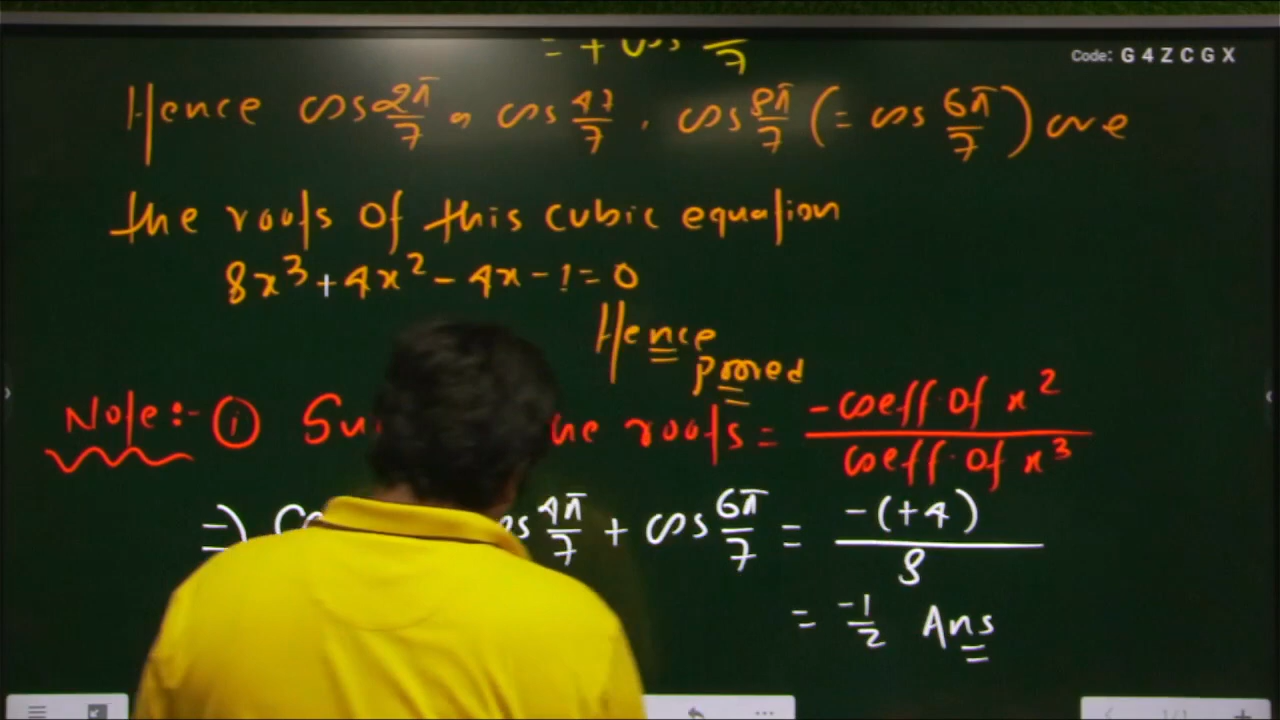 = + cos π/7
Code: G4ZCGX
Hence cos 2π/7, cos 4π/7, cos 8π/7 (= cos 6π/7) are
the roots of this cubic equation
8x³ + 4x² - 4x - 1 = 0
Hence
proved
Note:- ① roots = -coeff. of x² / coeff. of x³
⇒ 4π/7 + cos 6π/7 = -(+4)/8
= -1/2 Ans